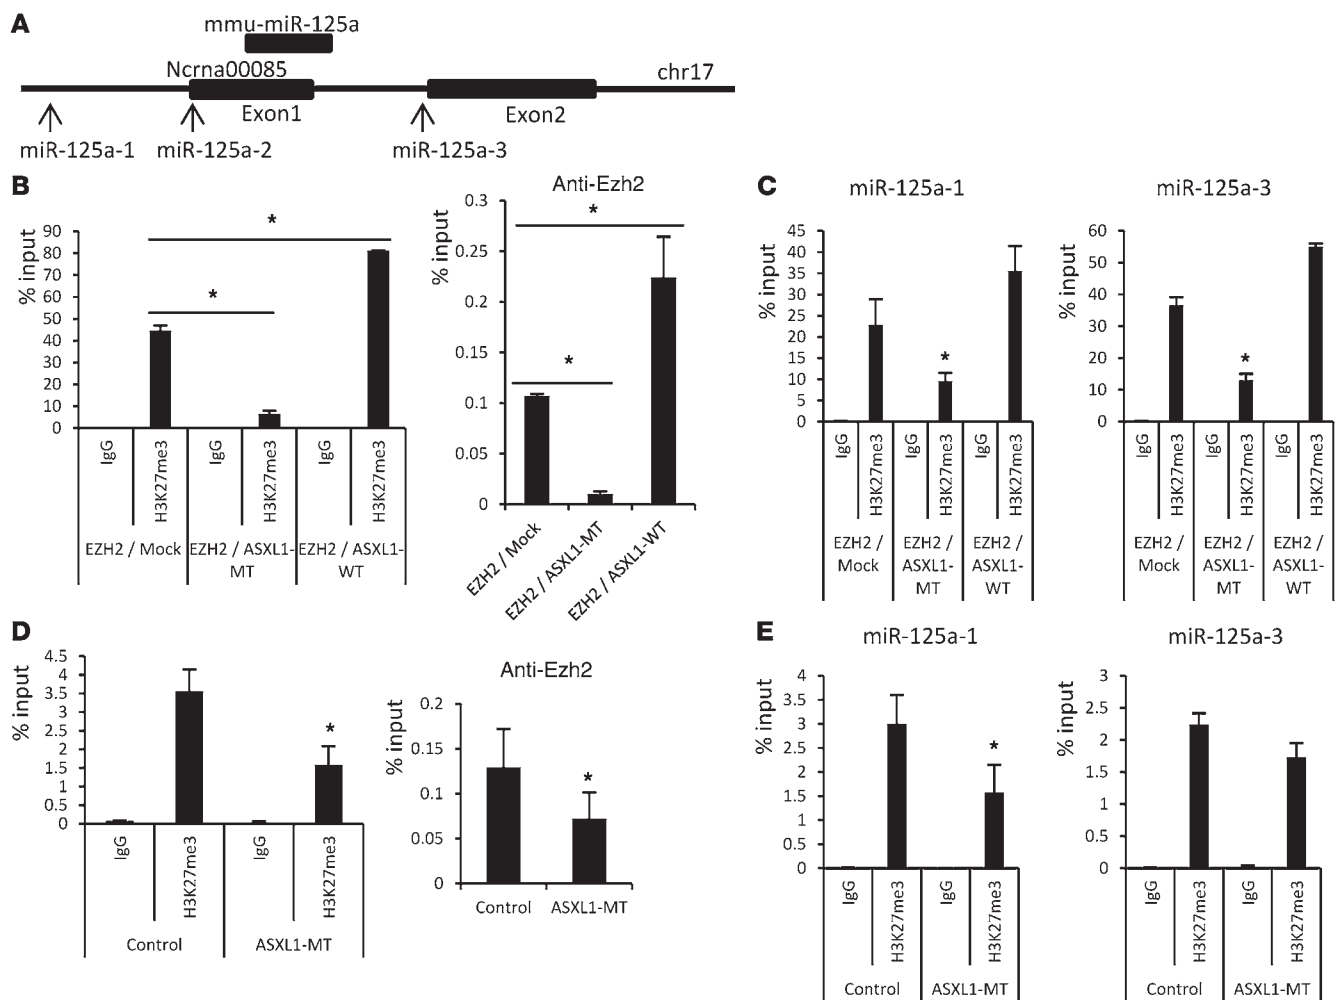 A
mmu-miR-125a
Ncrna00085
chr17
Exon1
Exon2
miR-125a-1
miR-125a-2
miR-125a-3
B
% input
90
80
70
60
50
40
30
20
10
0
*
*
IgG
H3K27me3
IgG
H3K27me3
IgG
H3K27me3
EZH2 / Mock
EZH2 / ASXL1-
MT
EZH2 / ASXL1-
WT
Anti-Ezh2
% input
0.3
0.25
0.2
0.15
0.1
0.05
0
*
*
EZH2 / Mock
EZH2 / ASXL1-MT
EZH2 / ASXL1-WT
C
miR-125a-1
% input
45
40
35
30
25
20
15
10
5
0
*
IgG
H3K27me3
IgG
H3K27me3
IgG
H3K27me3
EZH2 /
Mock
EZH2 /
ASXL1-
MT
EZH2 /
ASXL1-
WT
miR-125a-3
% input
60
50
40
30
20
10
0
*
IgG
H3K27me3
IgG
H3K27me3
IgG
H3K27me3
EZH2 /
Mock
EZH2 /
ASXL1-
MT
EZH2 /
ASXL1-
WT
D
% input
4.5
4
3.5
3
2.5
2
1.5
1
0.5
0
*
IgG
H3K27me3
IgG
H3K27me3
Control
ASXL1-MT
Anti-Ezh2
% input
0.2
0.15
0.1
0.05
0
*
Control
ASXL1-MT
E
miR-125a-1
% input
4
3.5
3
2.5
2
1.5
1
0.5
0
*
IgG
H3K27me3
IgG
H3K27me3
Control
ASXL1-MT
miR-125a-3
% input
3
2.5
2
1.5
1
0.5
0
IgG
H3K27me3
IgG
H3K27me3
Control
ASXL1-MT